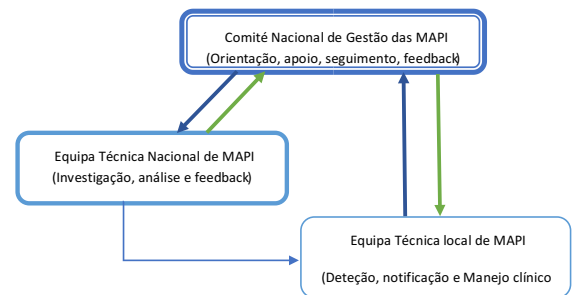 Comité Nacional de Gestão das MAPI
(Orientação, apoio, seguimento, feedback)
Equipa Técnica Nacional de MAPI
(Investigação, análise e feedback)
Equipa Técnica local de MAPI
(Deteção, notificação e Manejo clínico